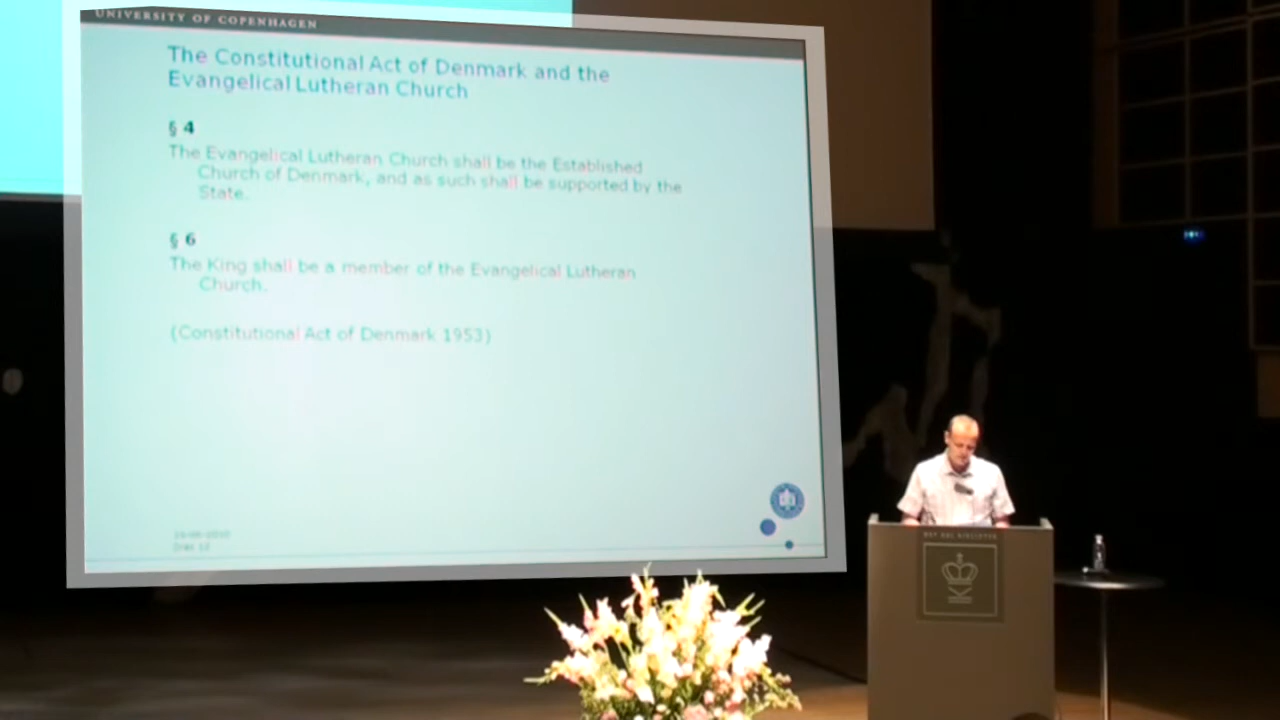 UNIVERSITY OF COPENHAGEN
The Constitutional Act of Denmark and the
Evangelical Lutheran Church
§ 4
The Evangelical Lutheran Church shall be the Established
Church of Denmark, and as such shall be supported by the
State.
§ 6
The King shall be a member of the Evangelical Lutheran
Church.
(Constitutional Act of Denmark 1953)